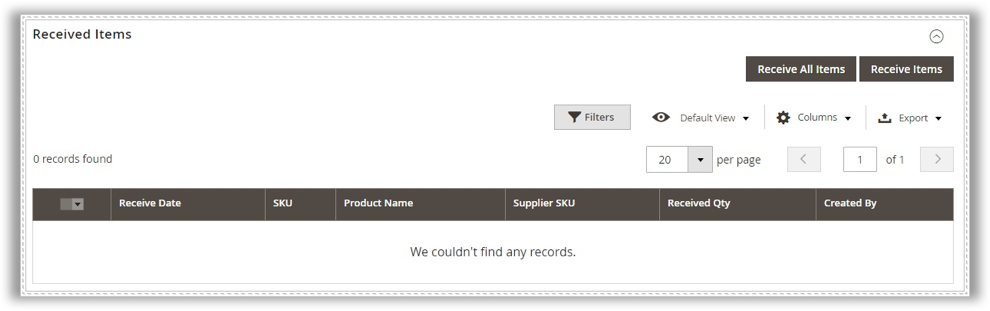 Received Items
Receive All Items Receive Items
Filters Default View Columns Export
0 records found 20 per page 1 of 1
Receive Date SKU Product Name Supplier SKU Received Qty Created By
We couldn't find any records.